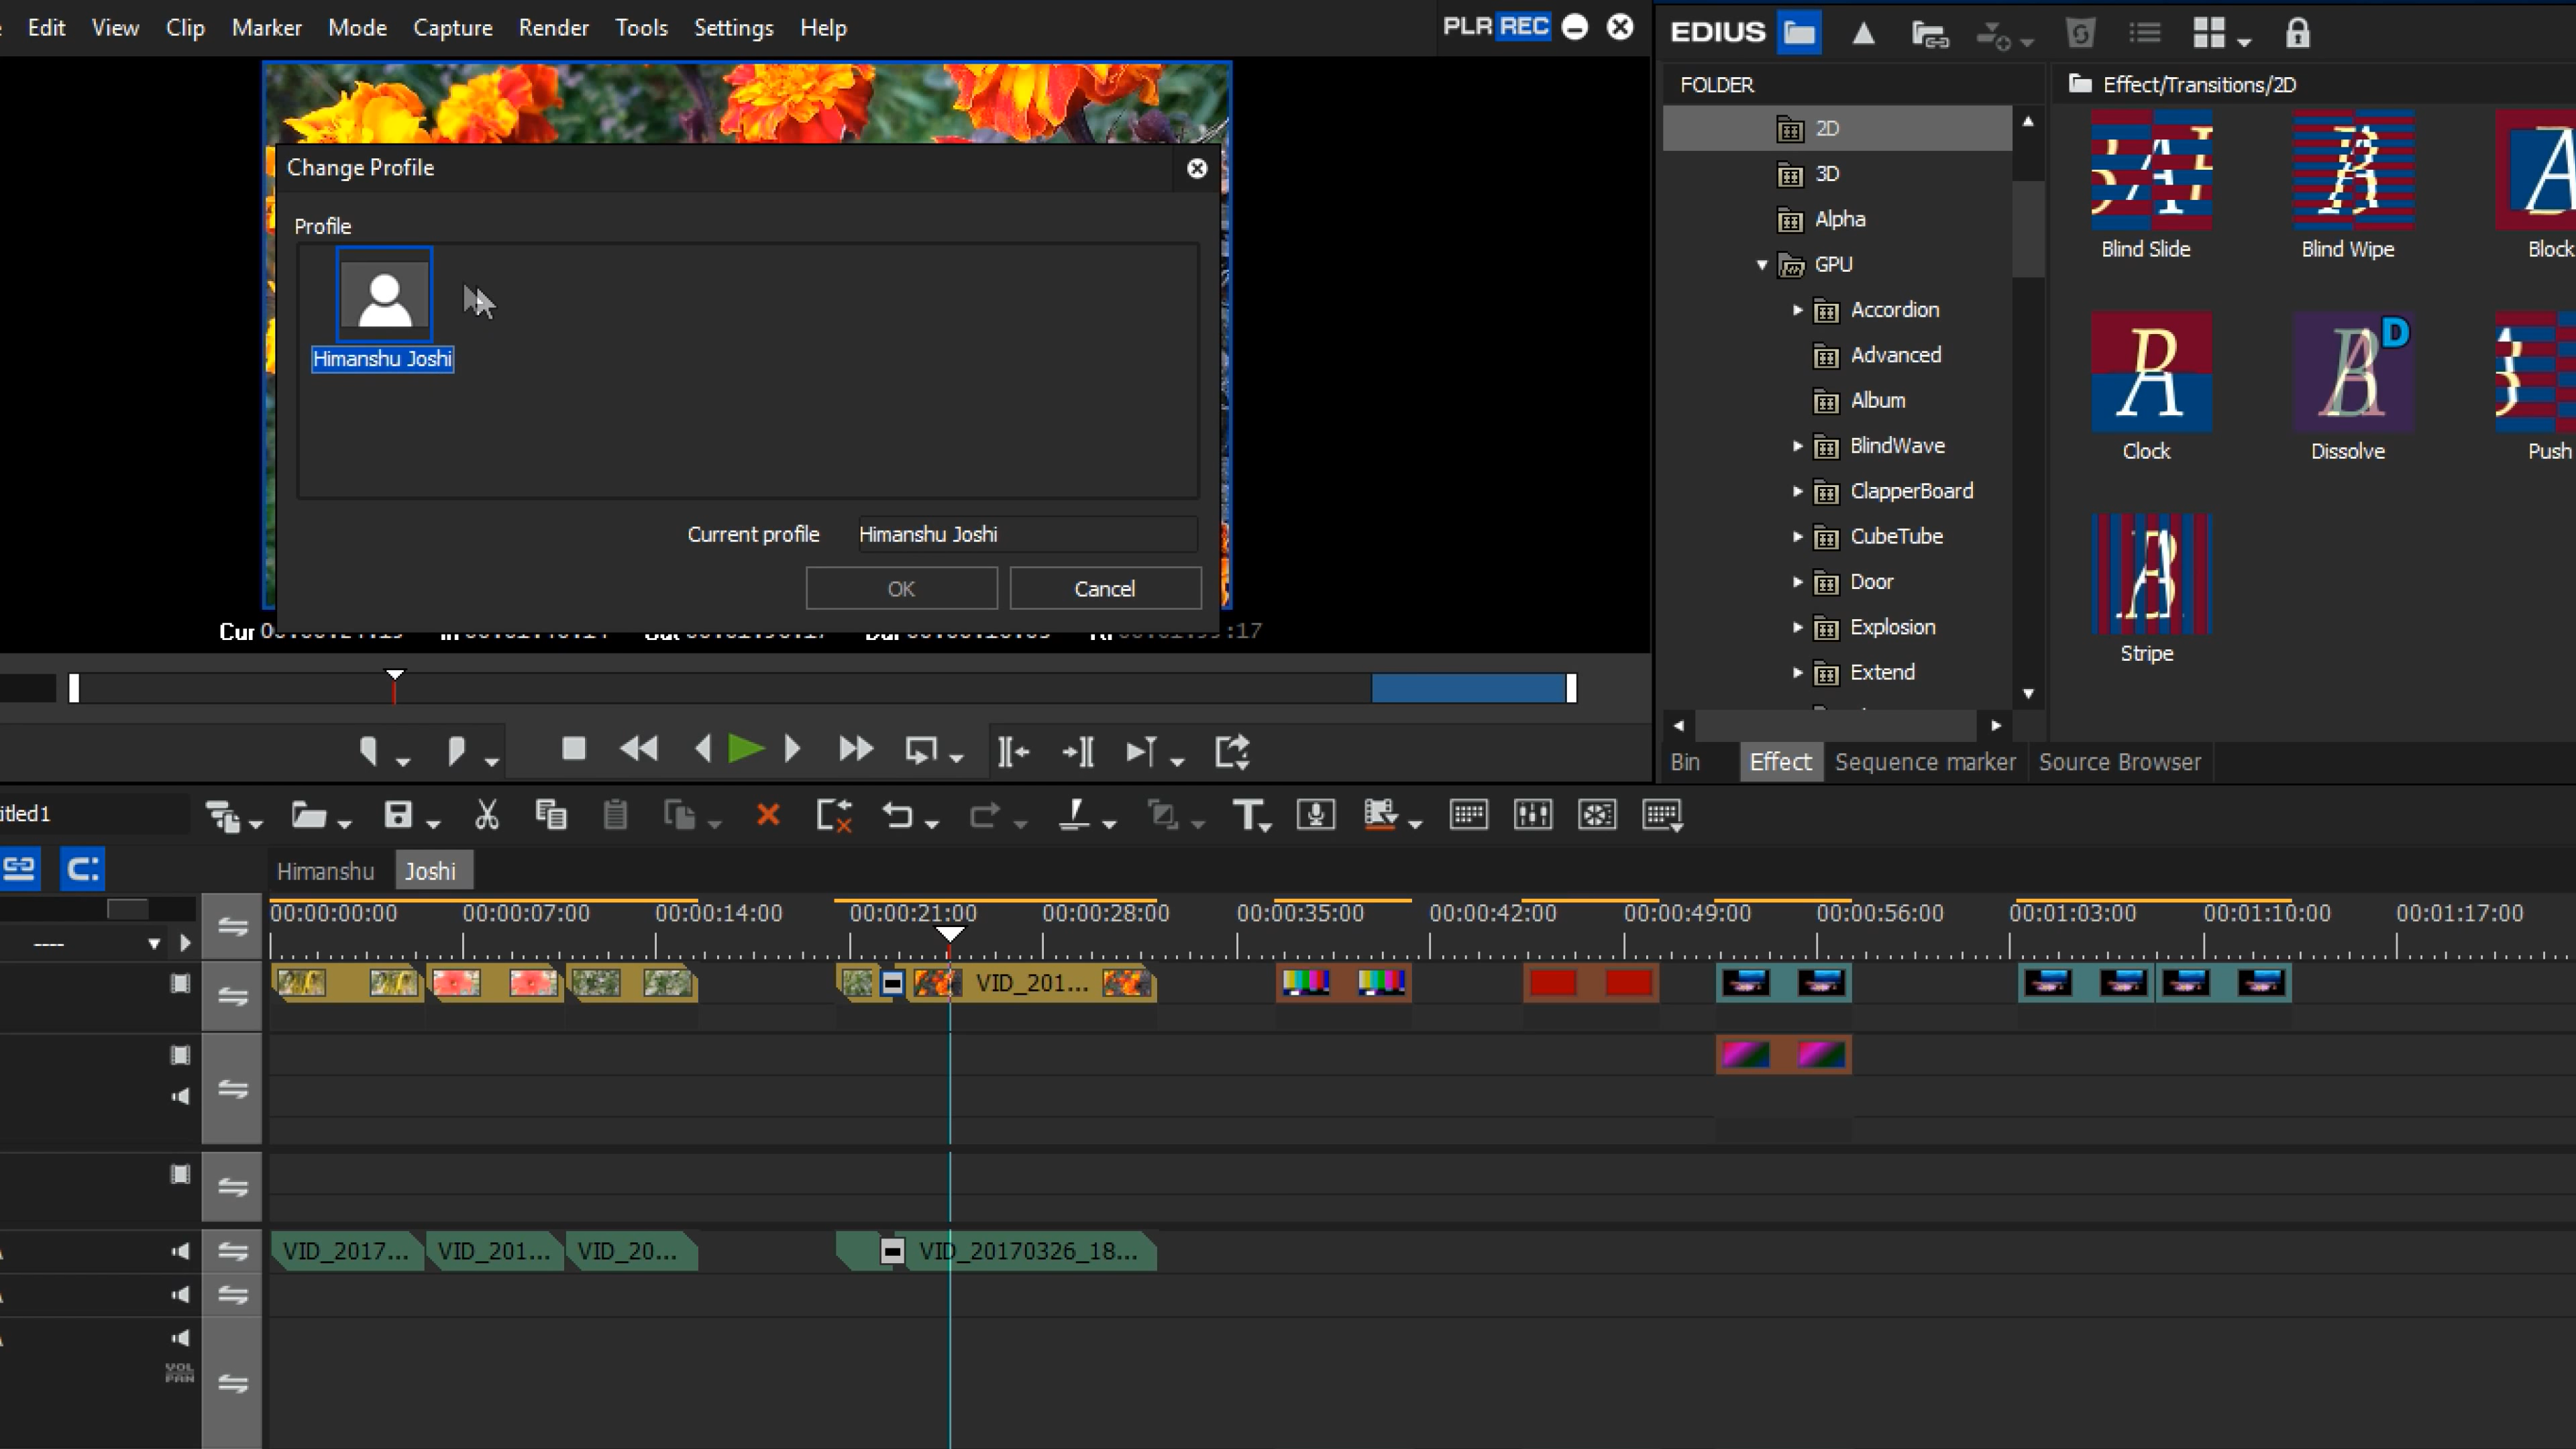 Edit View Clip Marker Mode Capture Render Tools Settings Help
PLR REC
EDIUS
FOLDER
Effect/Transitions/2D
Change Profile
Profile
Himanshu Joshi
Current profile Himanshu Joshi
OK Cancel
Cur
:17
2D
3D
Alpha
GPU
Accordion
Advanced
Album
BlindWave
ClapperBoard
CubeTube
Door
Explosion
Extend
Blind Slide Blind Wipe Block
Clock Dissolve Push
D
Stripe
Bin Effect Sequence marker Source Browser
itled1
Himanshu Joshi
00:00:00:00 00:00:07:00 00:00:14:00 00:00:21:00 00:00:28:00 00:00:35:00 00:00:42:00 00:00:49:00 00:00:56:00 00:01:03:00 00:01:10:00 00:01:17:00
----
VID_201...
VID_2017... VID_201... VID_20... VID_20170326_18...
VOL
PAN